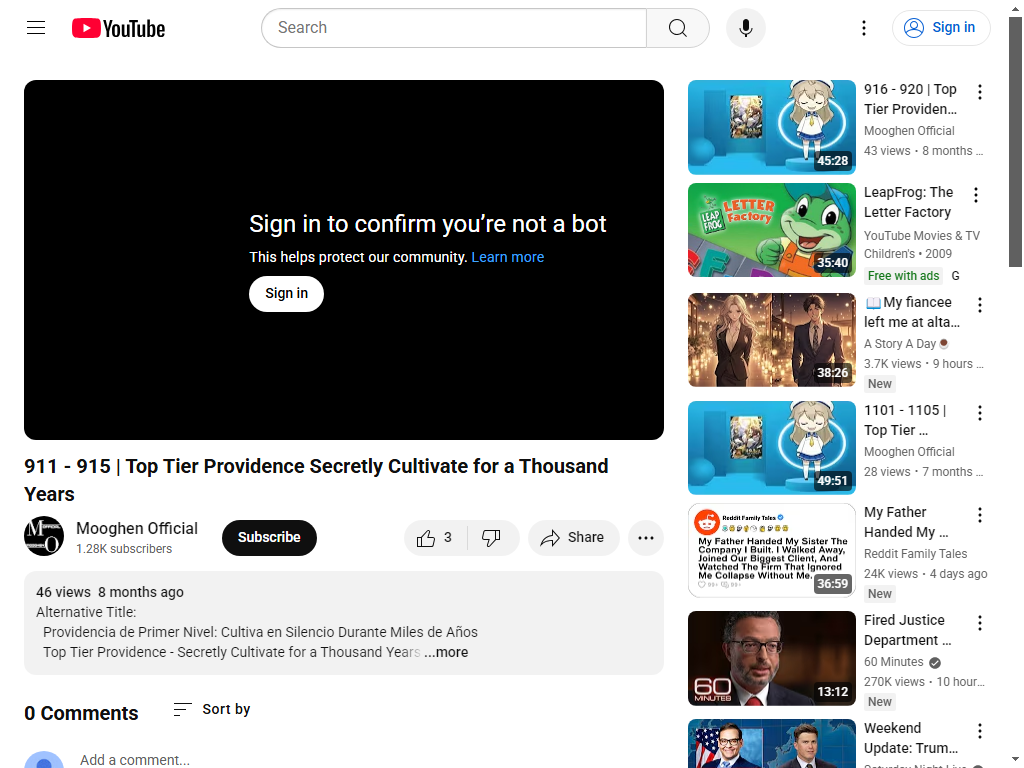 YouTube
Search
Sign in
Sign in to confirm you're not a bot
This helps protect our community. Learn more
Sign in
911 - 915 | Top Tier Providence Secretly Cultivate for a Thousand
Years
Mooghen Official
1.28K subscribers
Subscribe
3
Share
46 views 8 months ago
Alternative Title:
Providencia de Primer Nivel: Cultiva en Silencio Durante Miles de Años
Top Tier Providence - Secretly Cultivate for a Thousand Years ...more
0 Comments
Sort by
Add a comment...
45:28
916 - 920 | Top
Tier Providen...
Mooghen Official
43 views • 8 months ...
LEAP FROG
LETTER
Factory
35:40
LeapFrog: The
Letter Factory
YouTube Movies & TV
Children's • 2009
Free with ads G
38:26
📖My fiancee
left me at alta...
A Story A Day
3.7K views • 9 hours ...
New
49:51
1101 - 1105 |
Top Tier ...
Mooghen Official
28 views • 7 months ...
Reddit Family Tales
My Father Handed My Sister The
Company I Built. I Walked Away,
Joined Our Biggest Client, And
Watched The Firm That Ignored
Me Collapse Without Me.
36:59
My Father
Handed My ...
Reddit Family Tales
24K views • 4 days ago
New
60
MINUTES
13:12
Fired Justice
Department ...
60 Minutes
270K views • 10 hour...
New
Weekend
Update: Trum...
Saturday Night Live